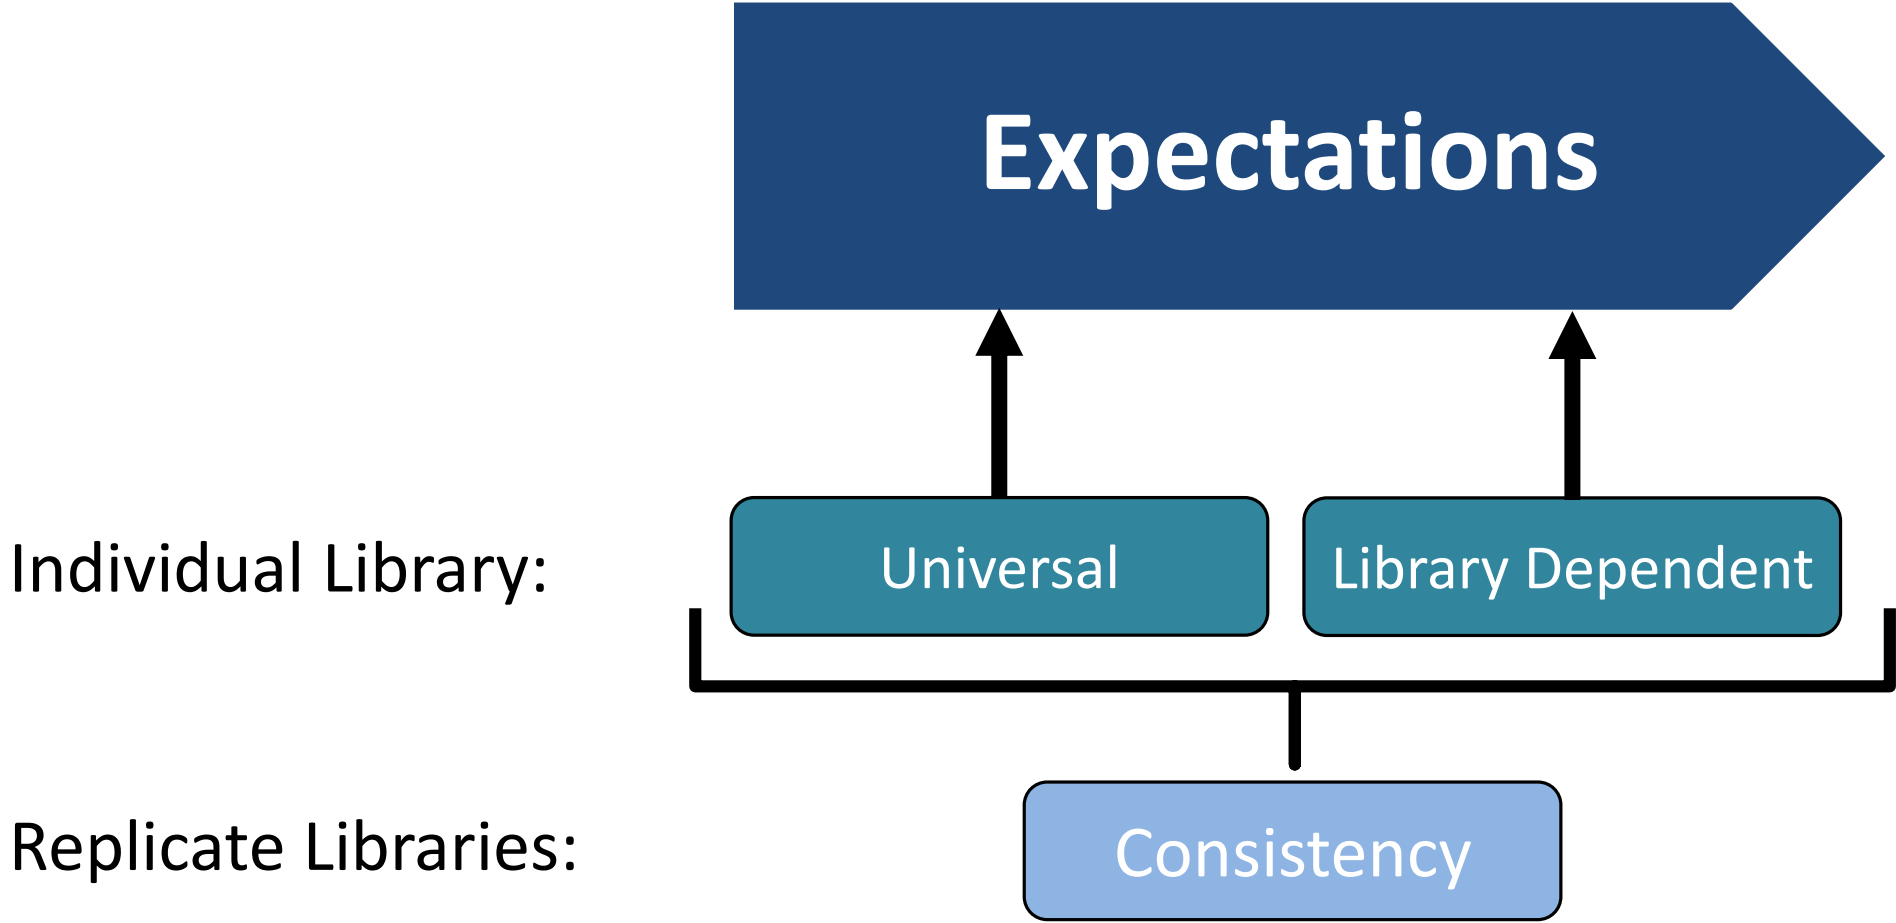 Expectations
Individual Library:
Universal
Library Dependent
Replicate Libraries:
Consistency